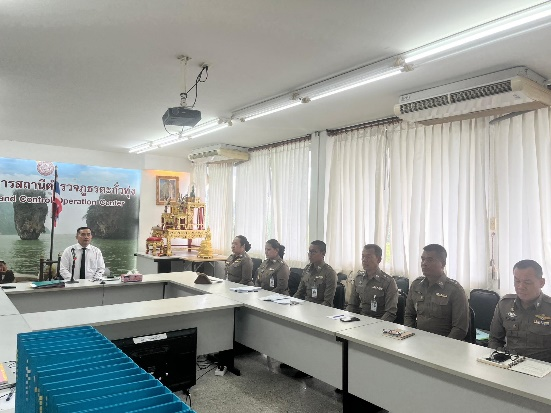 การสถานีตำรวจภูธรตะกั่วทุ่ง
and Control Operation Center